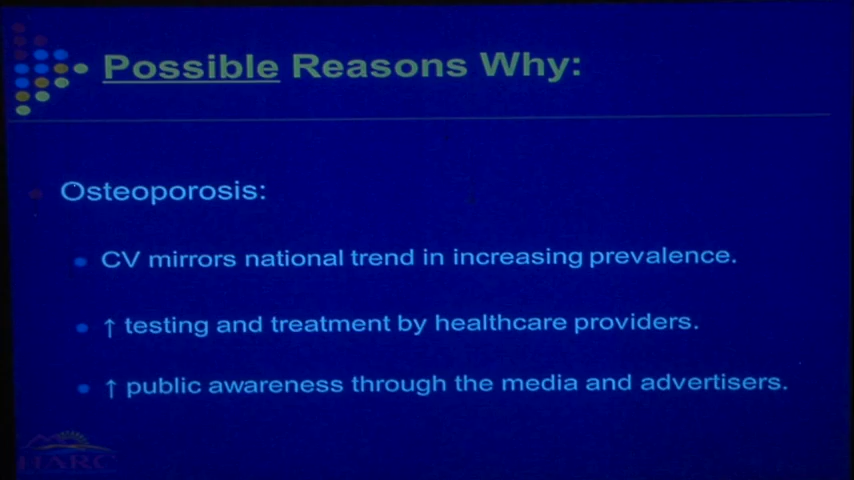 Possible Reasons Why:
Osteoporosis:
CV mirrors national trend in increasing prevalence.
↑ testing and treatment by healthcare providers.
↑ public awareness through the media and advertisers.
HARC